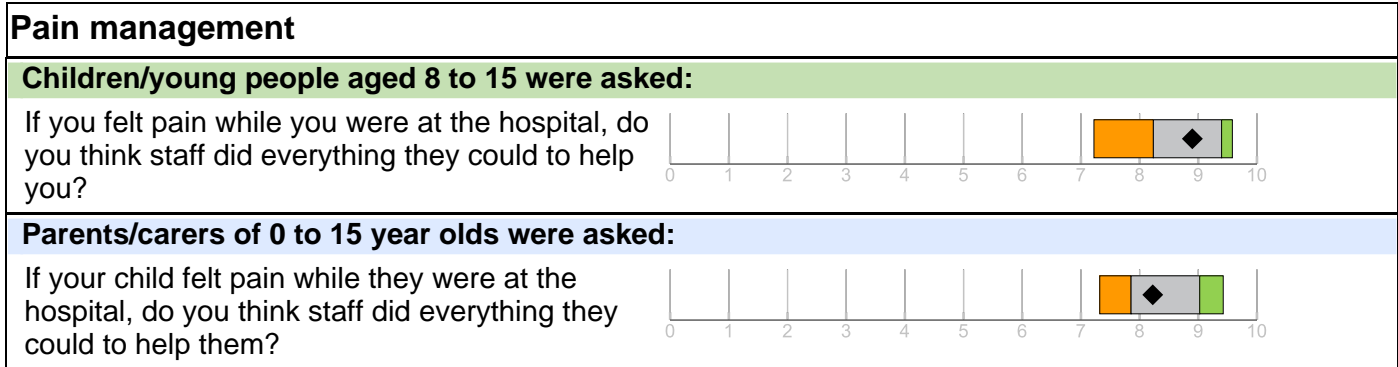 Pain management
Children/young people aged 8 to 15 were asked:
If you felt pain while you were at the hospital, do
you think staff did everything they could to help
you?
0 1 2 3 4 5 6 7 8 9 10
Parents/carers of 0 to 15 year olds were asked:
If your child felt pain while they were at the
hospital, do you think staff did everything they
could to help them?
0 1 2 3 4 5 6 7 8 9 10